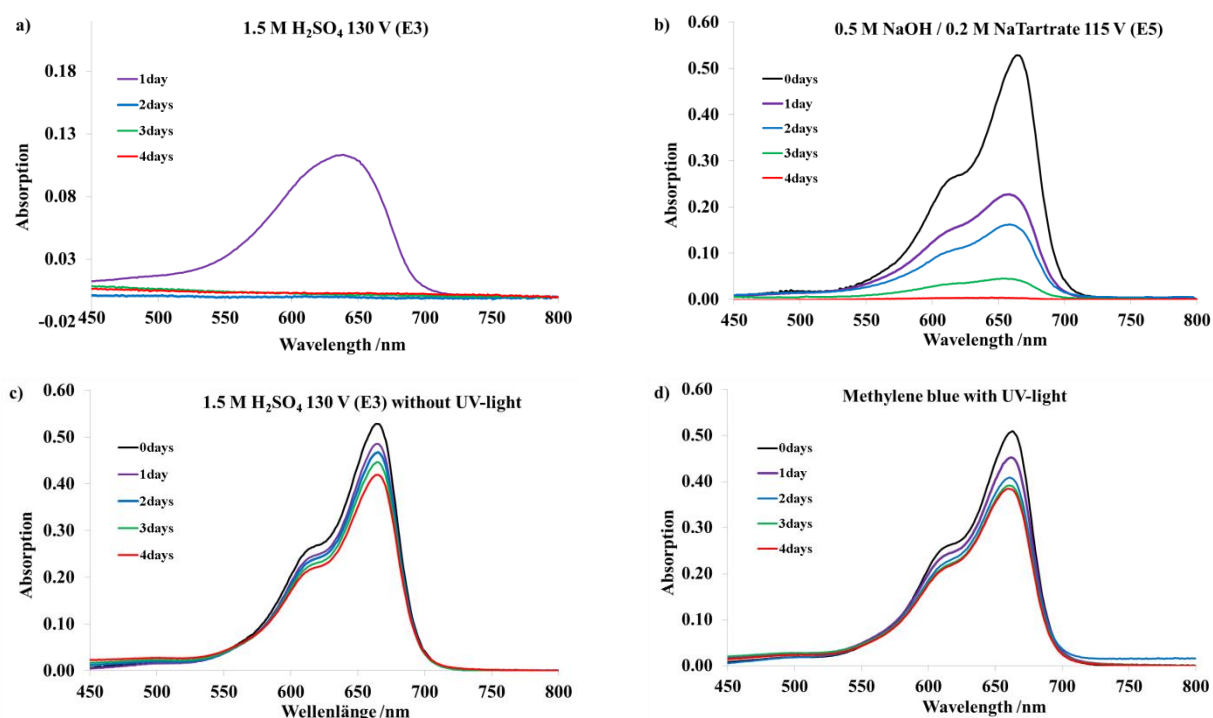 a) 1.5 M H₂SO₄ 130 V (E3)
0.18
0.13
0.08
0.03
-0.02
Absorption
1day
2days
3days
4days
450 500 550 600 650 700 750 800
Wavelength /nm
b) 0.5 M NaOH / 0.2 M NaTartrate 115 V (E5)
0.60
0.50
0.40
0.30
0.20
0.10
0.00
Absorption
0days
1day
2days
3days
4days
450 500 550 600 650 700 750 800
Wavelength /nm
c) 1.5 M H₂SO₄ 130 V (E3) without UV-light
0.60
0.50
0.40
0.30
0.20
0.10
0.00
Absorption
0days
1day
2days
3days
4days
450 500 550 600 650 700 750 800
Wellenlänge /nm
d) Methylene blue with UV-light
0.60
0.50
0.40
0.30
0.20
0.10
0.00
Absorption
0days
1day
2days
3days
4days
450 500 550 600 650 700 750 800
Wavelength /nm